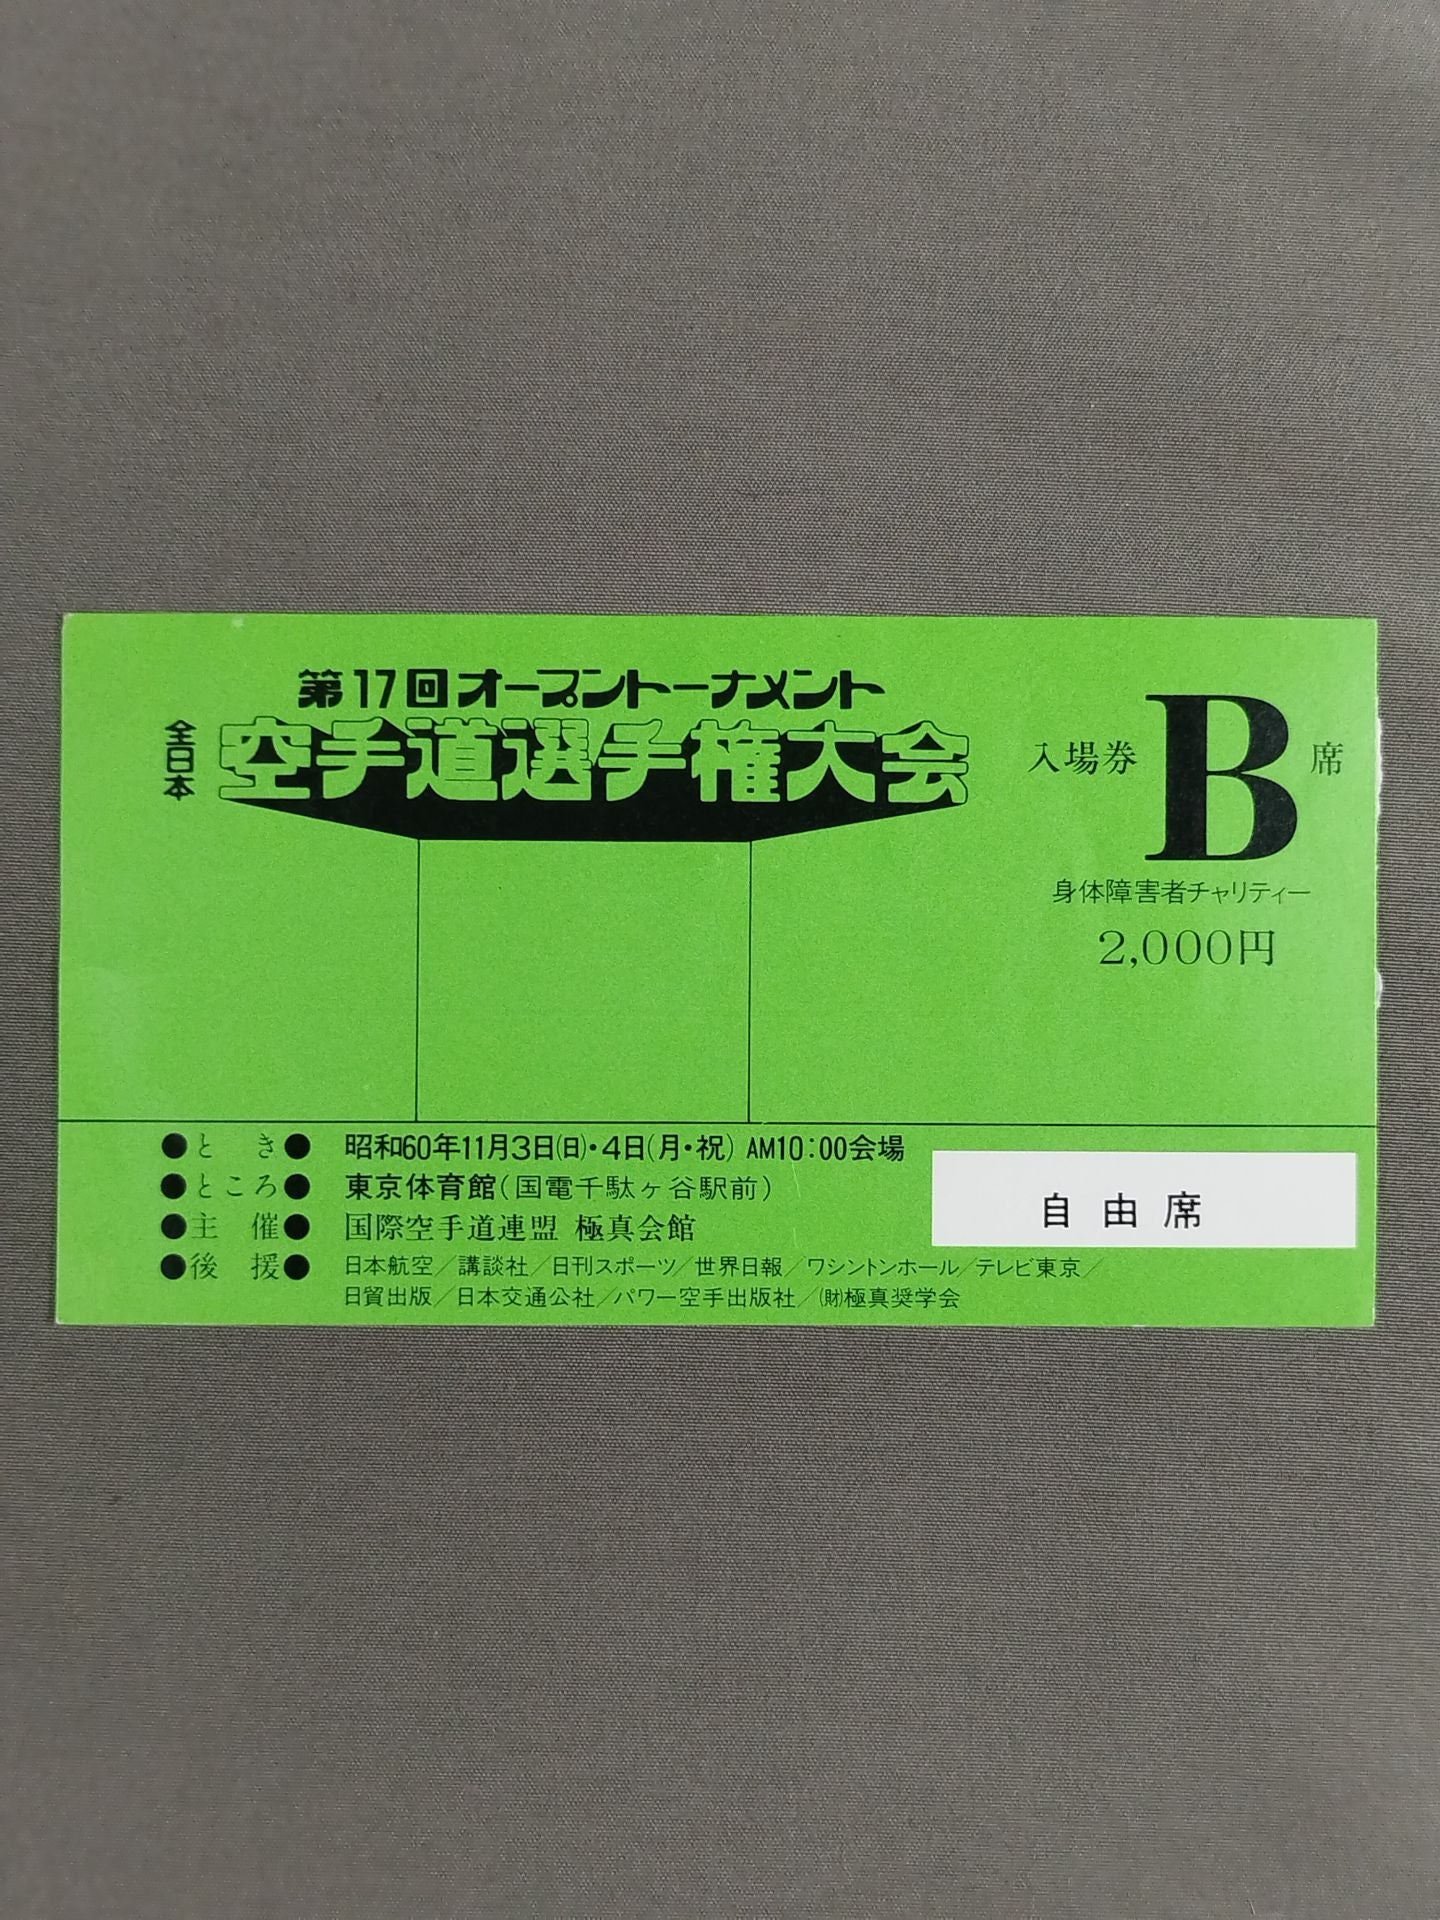 第17回オープントーナメント
全日本
空手道選手権大会
入場券 B 席
身体障害者チャリティー
2,000円
●とき● 昭和60年11月3日(日)・4日(月・祝) AM10:00会場
●ところ● 東京体育館(国電千駄ヶ谷駅前)
自由席
●主催● 国際空手道連盟 極真会館
●後援● 日本航空/講談社/日刊スポーツ/世界日報/ワシントンホール/テレビ東京/
日貿出版/日本交通公社/パワー空手出版社/㈶極真奨学会